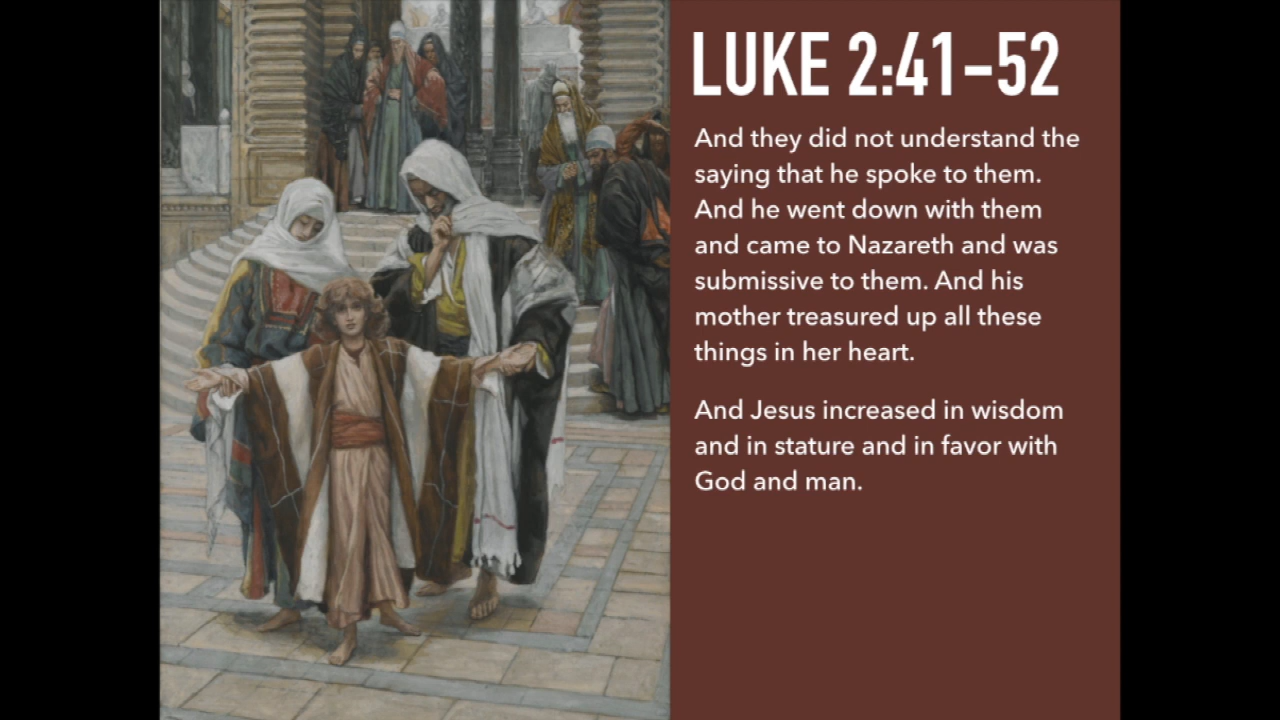 LUKE 2:41–52
And they did not understand the
saying that he spoke to them.
And he went down with them
and came to Nazareth and was
submissive to them. And his
mother treasured up all these
things in her heart.
And Jesus increased in wisdom
and in stature and in favor with
God and man.